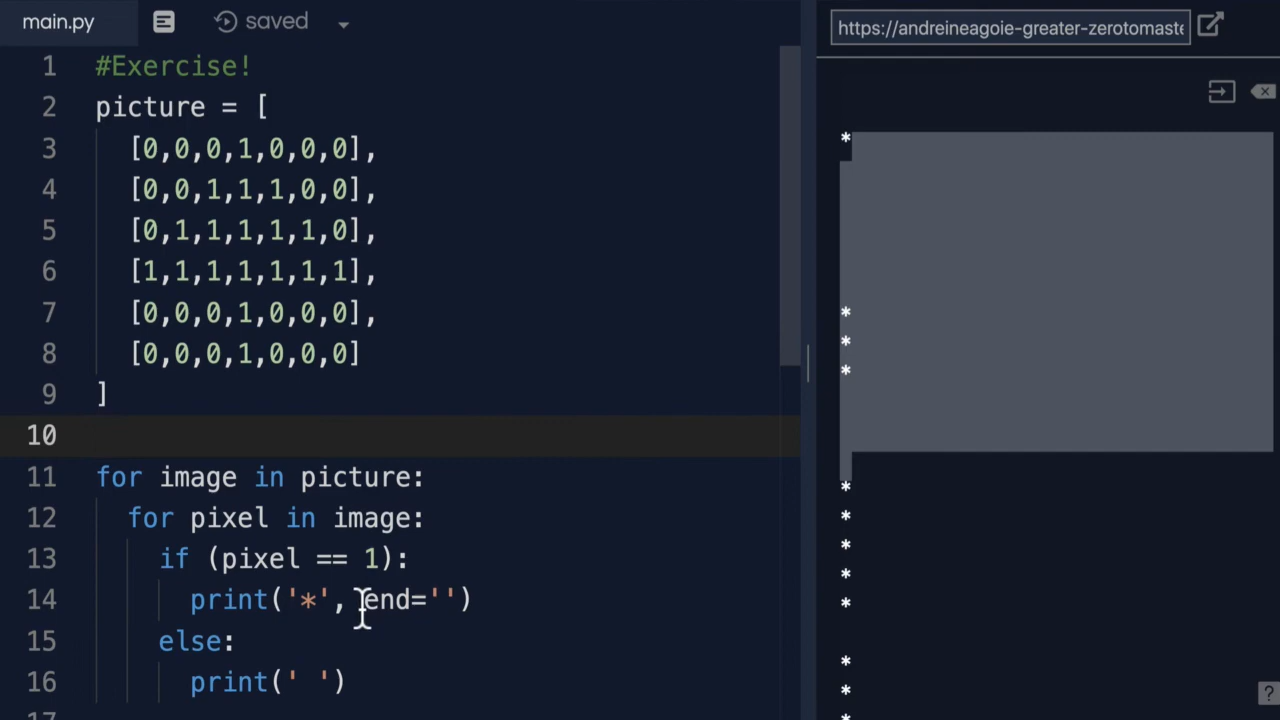 main.py saved
https://andreineagoie-greater-zerotomaste
1 #Exercise!
2 picture = [
3 [0,0,0,1,0,0,0],
4 [0,0,1,1,1,0,0],
5 [0,1,1,1,1,1,0],
6 [1,1,1,1,1,1,1],
7 [0,0,0,1,0,0,0],
8 [0,0,0,1,0,0,0]
9 ]
10
11 for image in picture:
12 for pixel in image:
13 if (pixel == 1):
14 print('*', end='')
15 else:
16 print(' ')
17
*
*
*
*
*
*
*
*
*
*
*
*
?